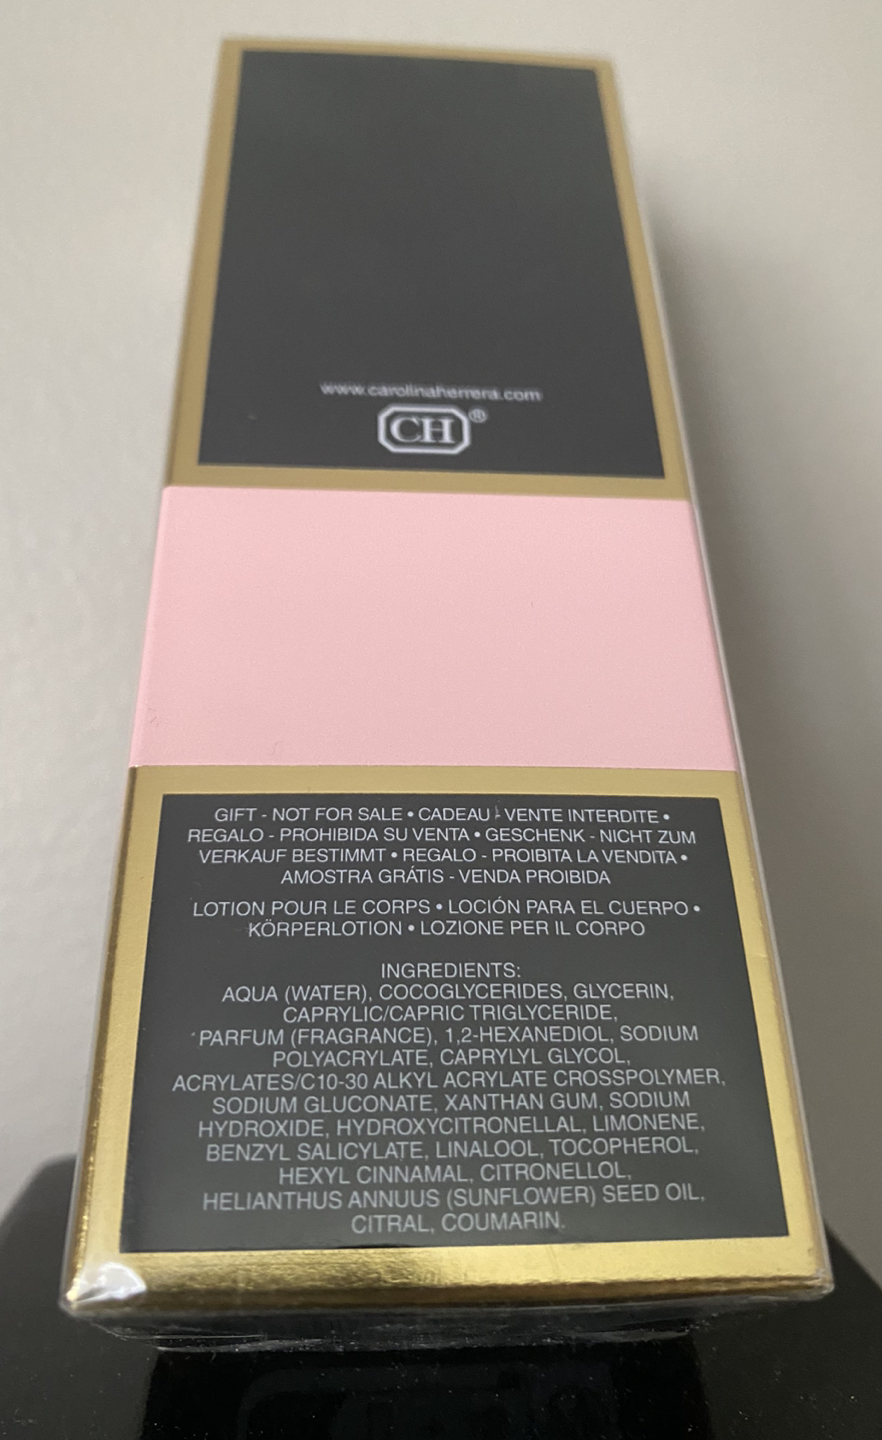 www.carolinaherrera.com
CH®
GIFT - NOT FOR SALE • CADEAU - VENTE INTERDITE •
REGALO - PROHIBIDA SU VENTA • GESCHENK - NICHT ZUM
VERKAUF BESTIMMT • REGALO - PROIBITA LA VENDITA •
AMOSTRA GRÁTIS - VENDA PROIBIDA
LOTION POUR LE CORPS • LOCIÓN PARA EL CUERPO •
KÖRPERLOTION • LOZIONE PER IL CORPO
INGREDIENTS:
AQUA (WATER), COCOGLYCERIDES, GLYCERIN,
CAPRYLIC/CAPRIC TRIGLYCERIDE,
PARFUM (FRAGRANCE), 1,2-HEXANEDIOL, SODIUM
POLYACRYLATE, CAPRYLYL GLYCOL,
ACRYLATES/C10-30 ALKYL ACRYLATE CROSSPOLYMER,
SODIUM GLUCONATE, XANTHAN GUM, SODIUM
HYDROXIDE, HYDROXYCITRONELLAL, LIMONENE,
BENZYL SALICYLATE, LINALOOL, TOCOPHEROL,
HEXYL CINNAMAL, CITRONELLOL,
HELIANTHUS ANNUUS (SUNFLOWER) SEED OIL,
CITRAL, COUMARIN.